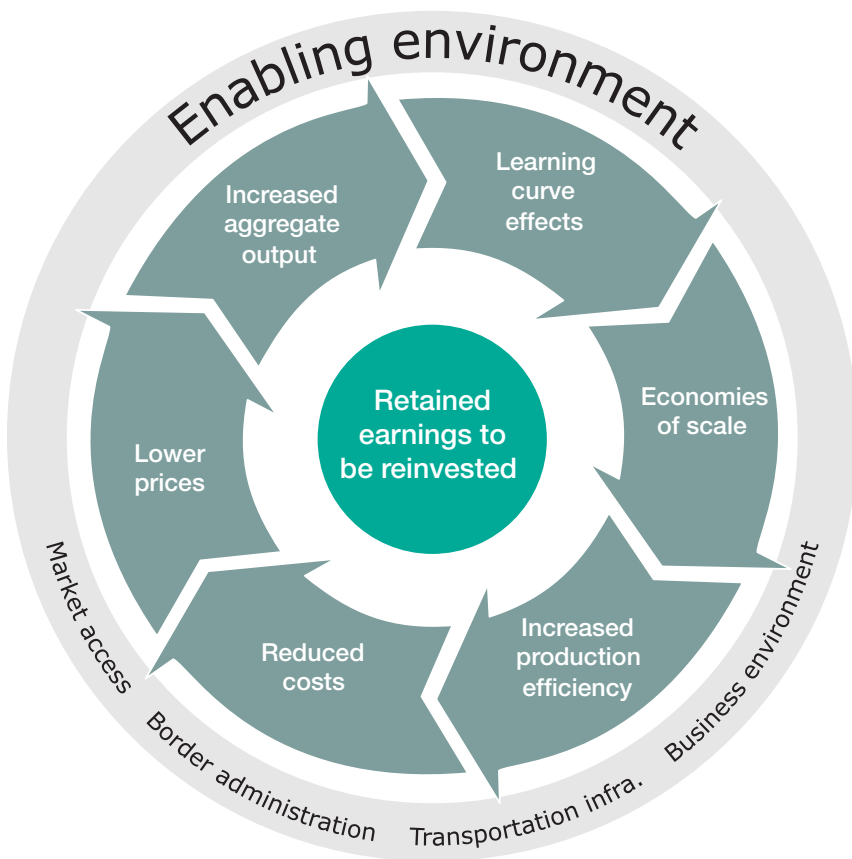 Enabling environment
Learning
curve
effects
Economies
of scale
Increased
production
efficiency
Reduced
costs
Lower
prices
Increased
aggregate
output
Retained
earnings to
be reinvested
Market access
Border administration
Transportation infra.
Business environment